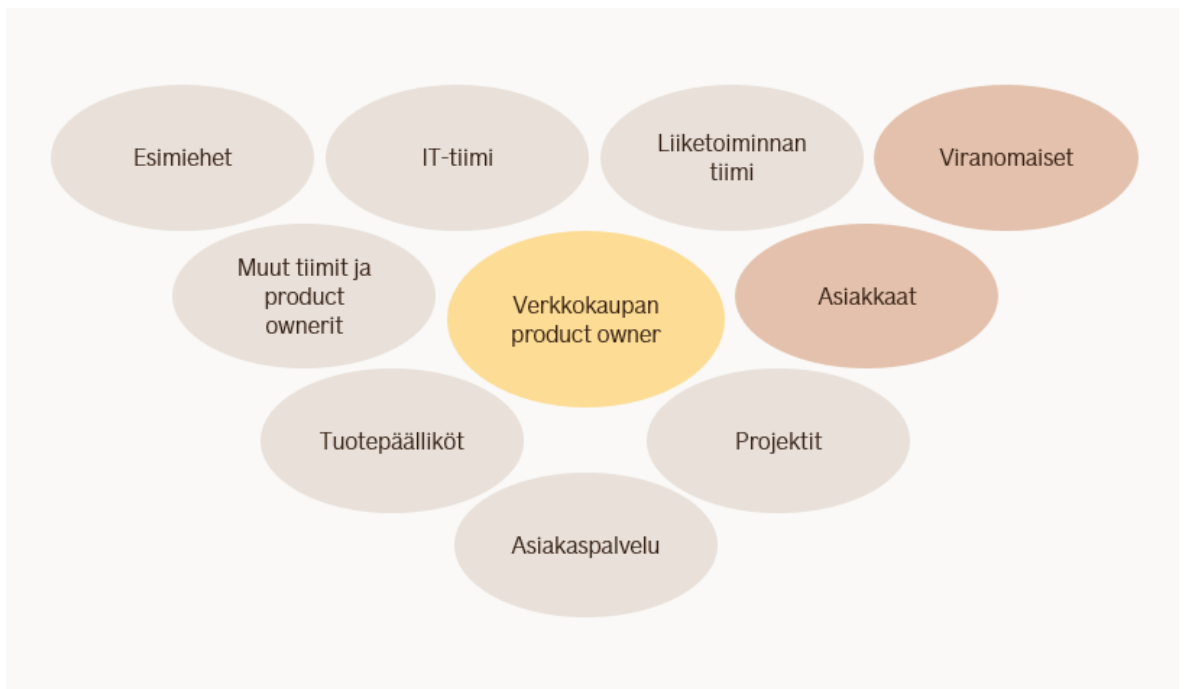 Esimiehet
IT-tiimi
Liiketoiminnan
tiimi
Viranomaiset
Muut tiimit ja
product
ownerit
Verkkokaupan
product owner
Asiakkaat
Tuotepäälliköt
Projektit
Asiakaspalvelu